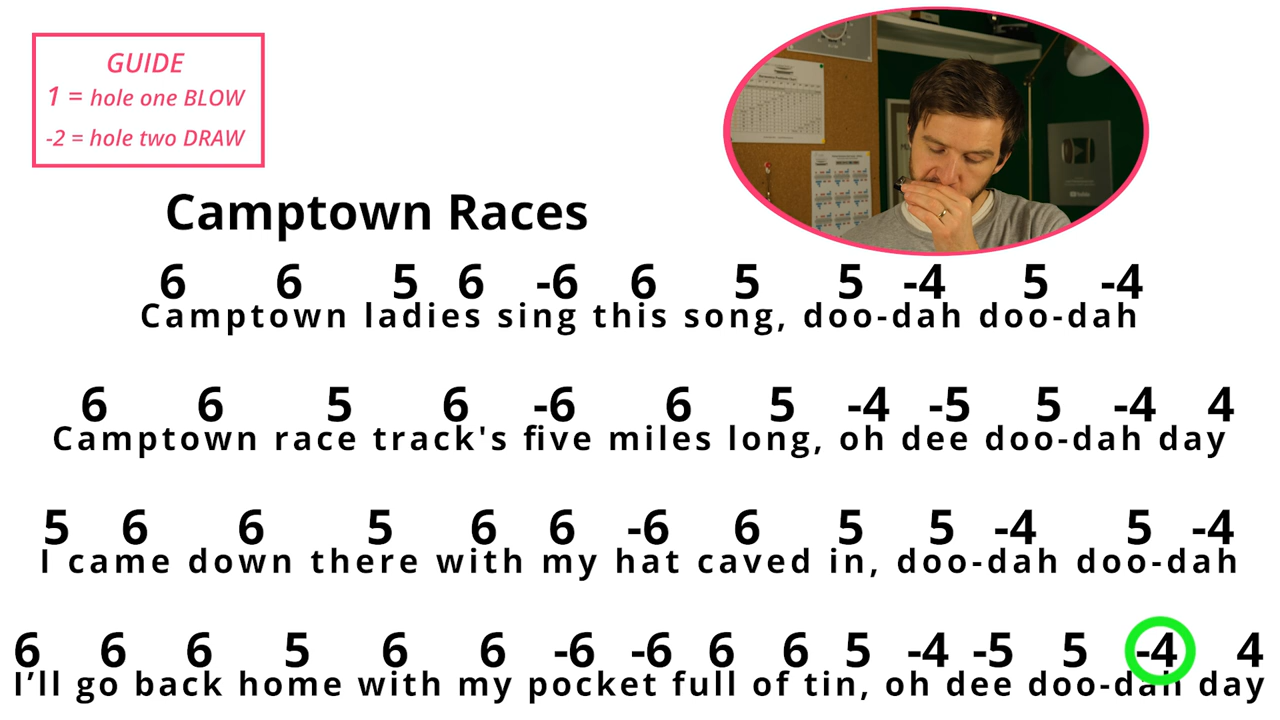 GUIDE
1 = hole one BLOW
-2 = hole two DRAW
Camptown Races
6 6 5 6 -6 6 5 5 -4 5 -4
Camptown ladies sing this song, doo-dah doo-dah
6 6 5 6 -6 6 5 -4 -5 5 -4 4
Camptown race track's five miles long, oh dee doo-dah day
5 6 6 5 6 6 -6 6 5 5 -4 5 -4
I came down there with my hat caved in, doo-dah doo-dah
6 6 6 5 6 6 -6 -6 6 6 5 -4 -5 5 -4 4
I'll go back home with my pocket full of tin, oh dee doo-dah day